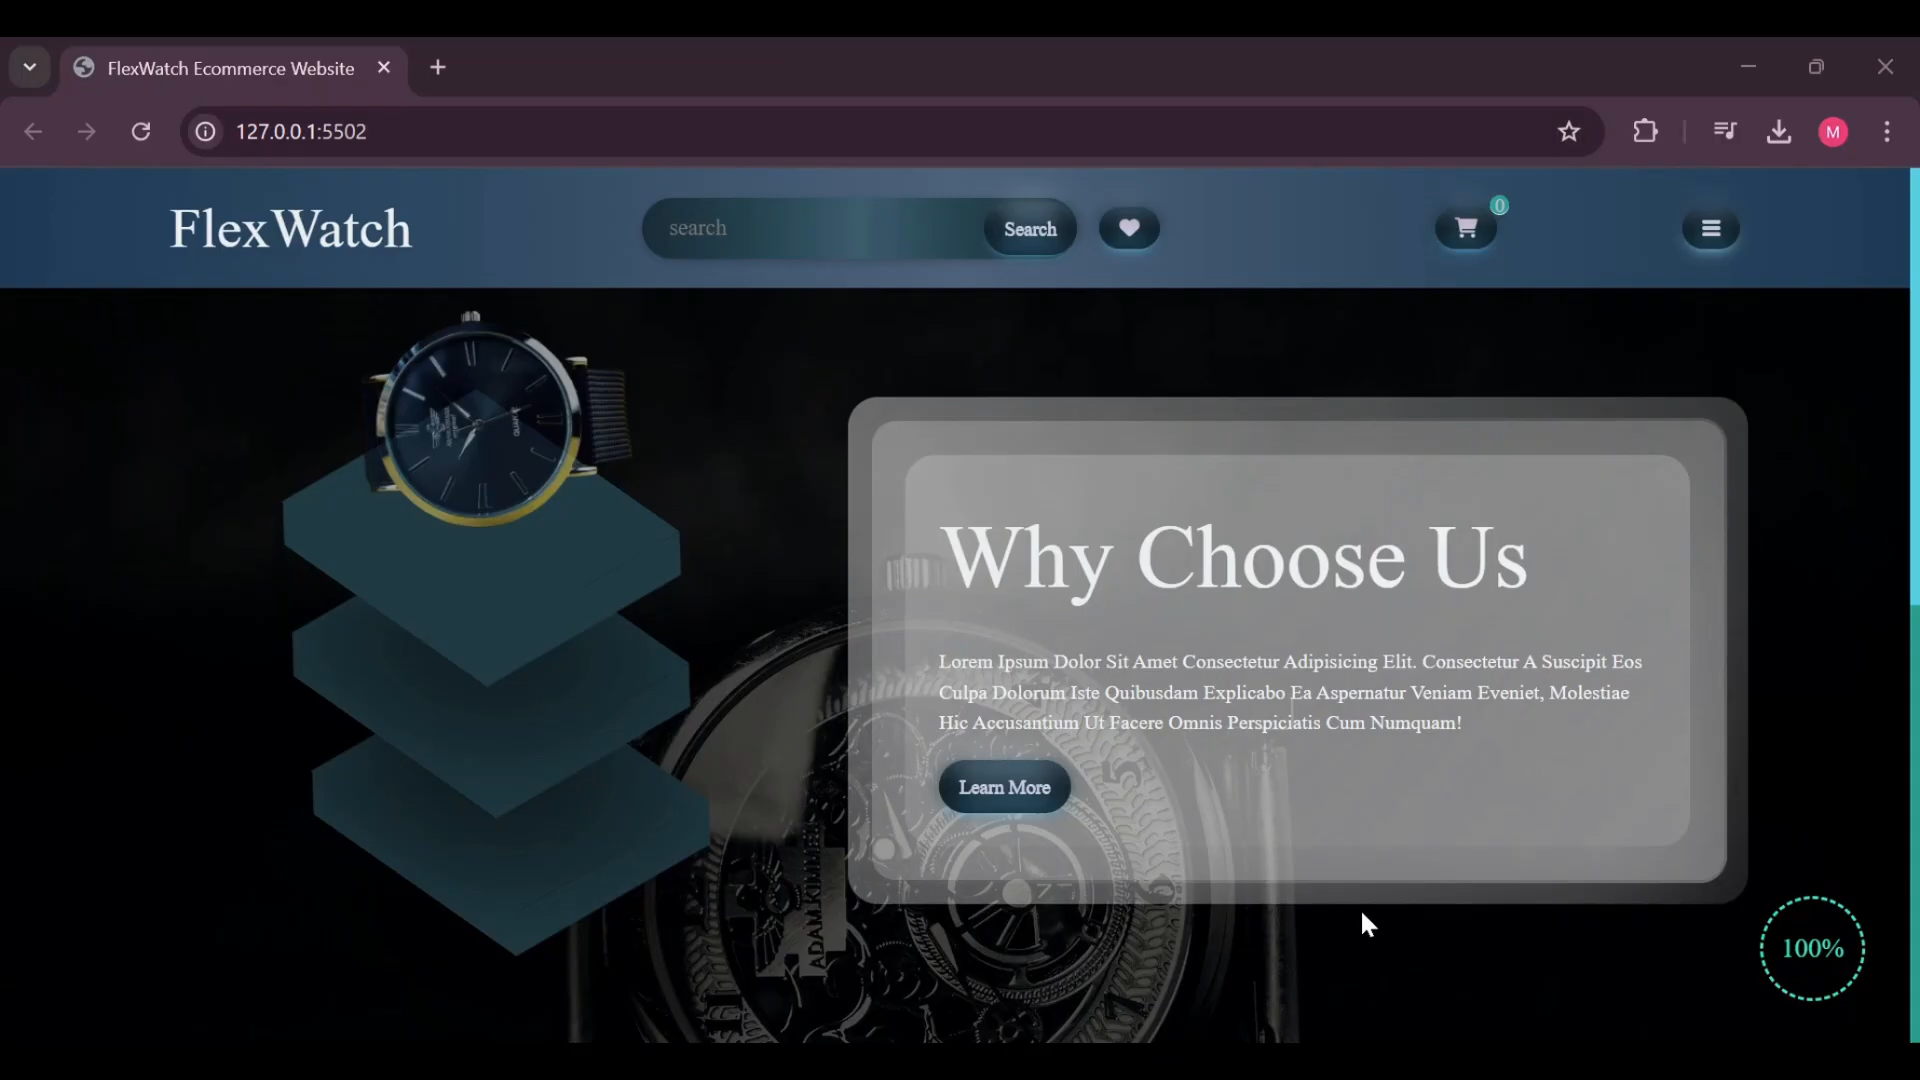 FlexWatch Ecommerce Website
127.0.0.1:5502
M
FlexWatch
search
Search
0
Why Choose Us
Lorem Ipsum Dolor Sit Amet Consectetur Adipisicing Elit. Consectetur A Suscipit Eos
Culpa Dolorum Iste Quibusdam Explicabo Ea Aspernatur Veniam Eveniet, Molestiae
Hic Accusantium Ut Facere Omnis Perspiciatis Cum Numquam!
Learn More
QUARTZ
100%